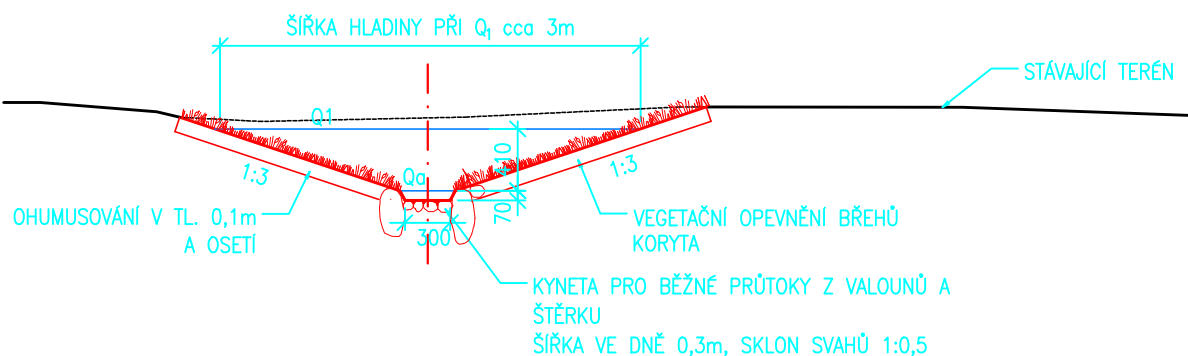 ŠÍŘKA HLADINY PŘI Q1 cca 3m
STÁVAJÍCÍ TERÉN
Q1
410
1:3
1:3
Qa
70
OHUMUSOVÁNÍ V TL. 0,1m
A OSETÍ
VEGETAČNÍ OPEVNĚNÍ BŘEHŮ
KORYTA
300
KYNETA PRO BĚŽNÉ PRŮTOKY Z VALOUNŮ A
ŠTĚRKU
ŠÍŘKA VE DNĚ 0,3m, SKLON SVAHŮ 1:0,5